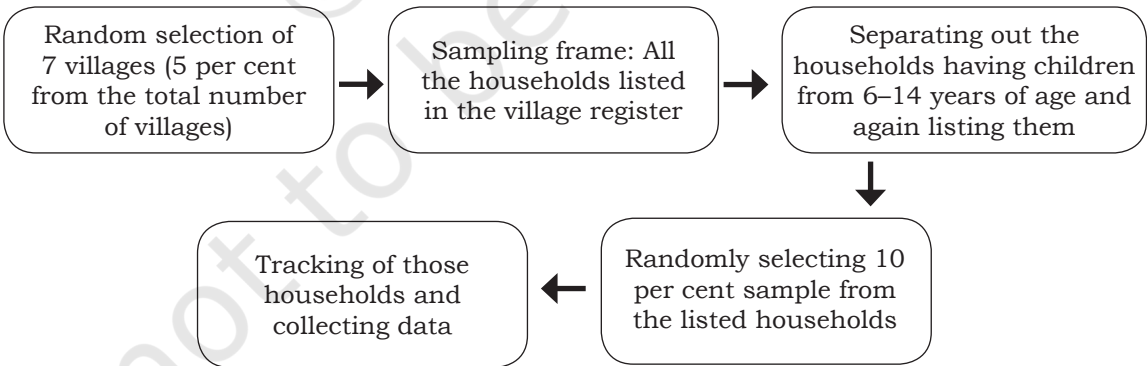 Random selection of
7 villages (5 per cent
from the total number
of villages)
Sampling frame: All
the households listed
in the village register
Separating out the
households having children
from 6–14 years of age and
again listing them
Randomly selecting 10
per cent sample from
the listed households
Tracking of those
households and
collecting data
not to be